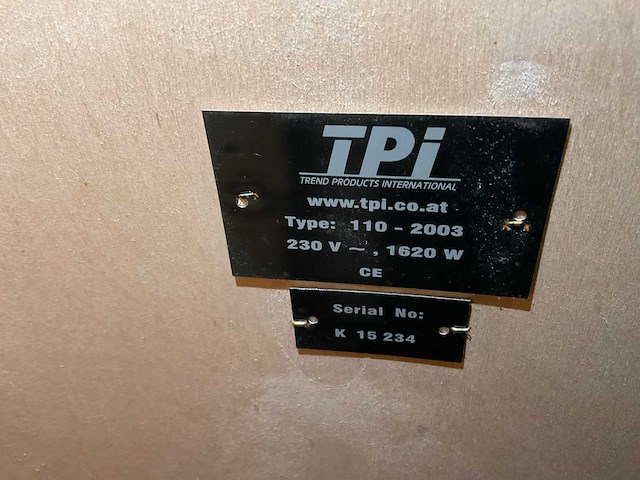 TPi
TREND PRODUCTS INTERNATIONAL
www.tpi.co.at
Type: 110 - 2003
230 V ~ , 1620 W
CE
Serial No:
K 15 234